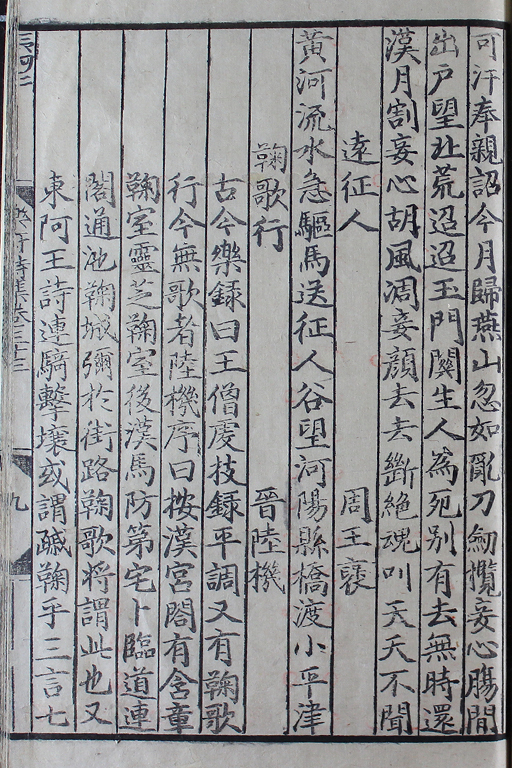 可汗奉親詔今月歸燕山忽如亂刀劒攪妾心膓間
出戶望北荒迢迢玉門關生人為死别有去無時還
漢月割妾心胡風凋妾顔去去斷絶魂叫天天不聞
遠征人 周王褒
黄河流水急驅馬送征人谷望河陽縣橋渡小平津
鞠歌行 晉陸機
古今樂録曰王僧虔技録平調又有鞠歌
行今無歌者陸機序曰按漢宮閣有含章
鞠室靈芝鞠室後漢馬防第宅卜臨道連
閣通池鞠城彌於街路鞠歌將謂此也又
東阿王詩連騎擊壤或謂蹴鞠乎三言七
樂府詩集卷三十三 九